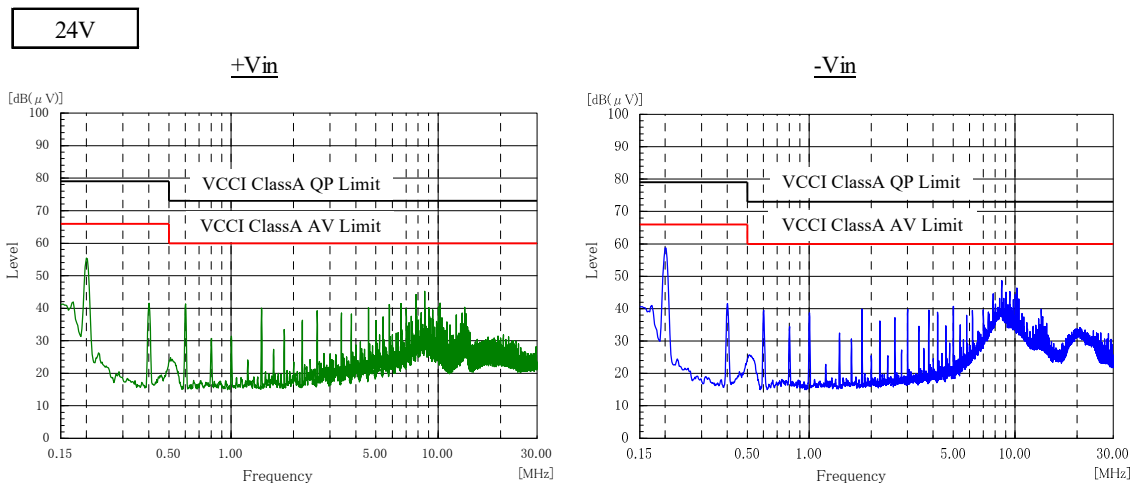 24V
+Vin
[dB(μV)]
100
90
80
70
60
50
40
30
20
10
0
Level
VCCI ClassA QP Limit
VCCI ClassA AV Limit
0.15 0.50 1.00 5.00 10.00 30.00
Frequency [MHz]
-Vin
[dB(μV)]
100
90
80
70
60
50
40
30
20
10
0
Level
VCCI ClassA QP Limit
VCCI ClassA AV Limit
0.15 0.50 1.00 5.00 10.00 30.00
Frequency [MHz]